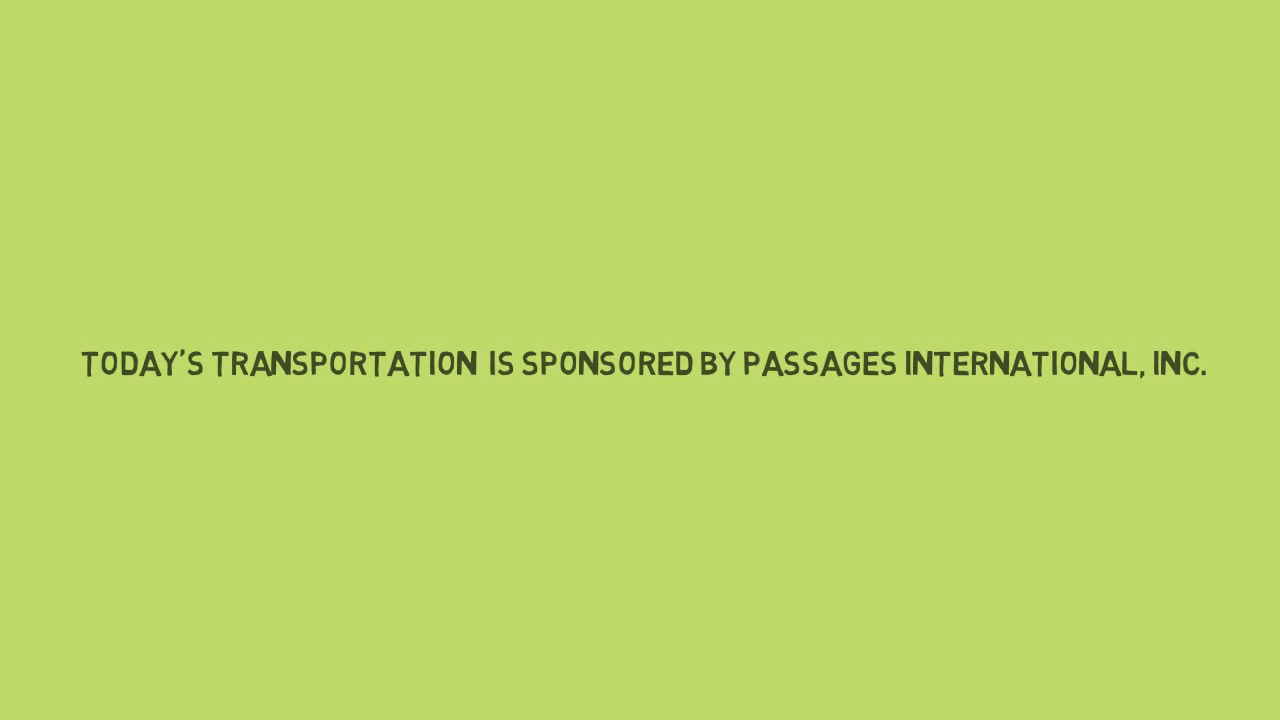 TODAY'S TRANSPORTATION IS SPONSORED BY PASSAGES INTERNATIONAL, INC.